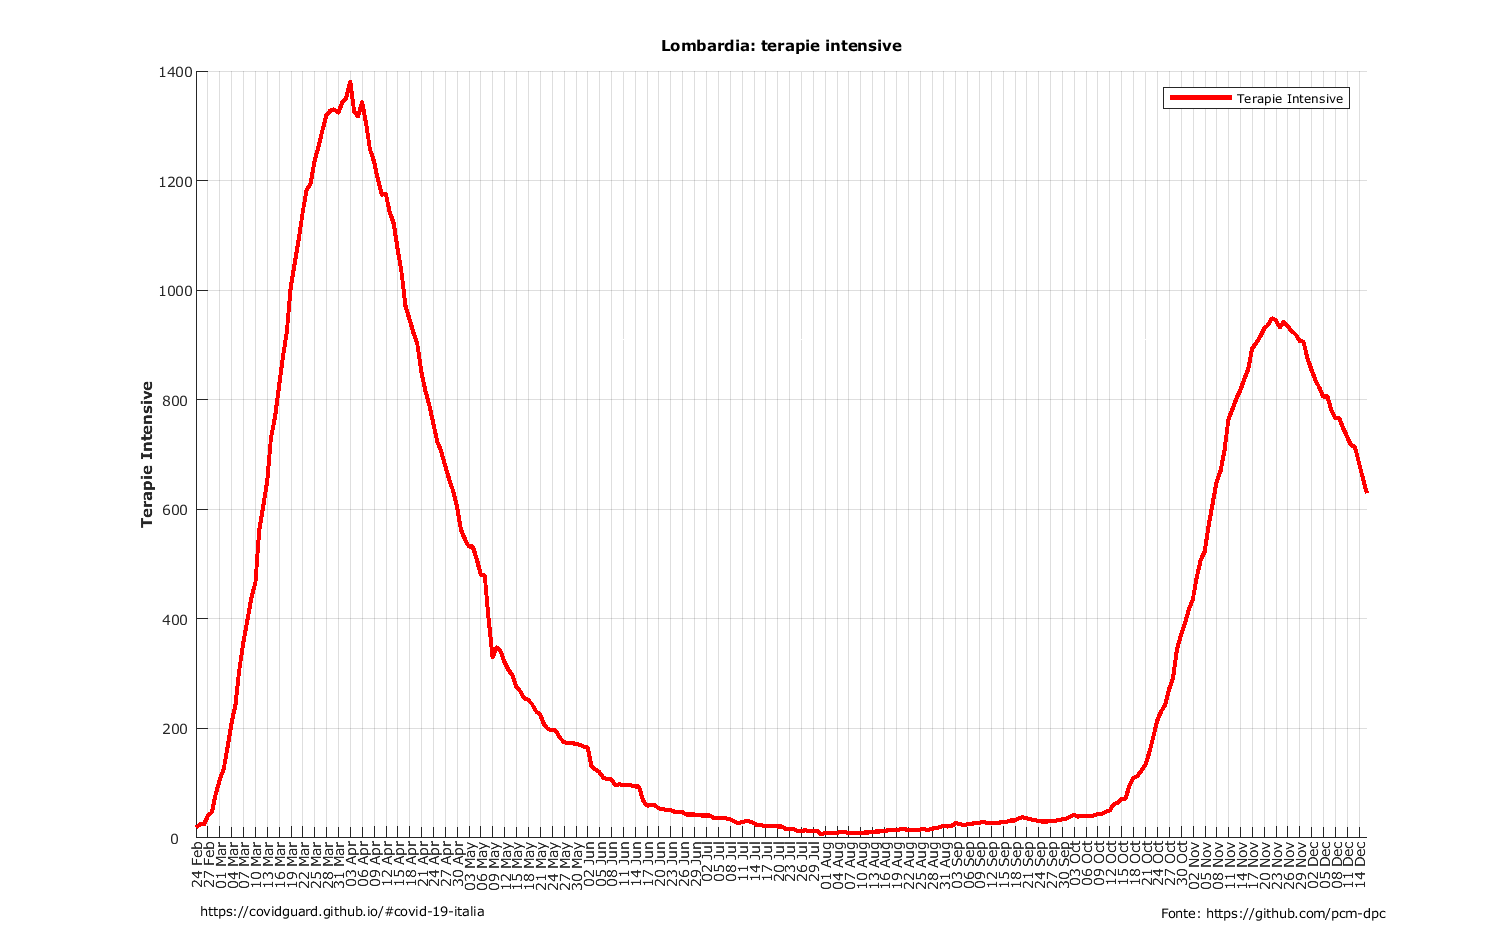 Lombardia: terapie intensive
Terapie Intensive
1400
1200
1000
800
600
400
200
0
Terapie Intensive
24 Feb
27 Feb
01 Mar
04 Mar
07 Mar
10 Mar
13 Mar
16 Mar
19 Mar
22 Mar
25 Mar
28 Mar
31 Mar
03 Apr
06 Apr
09 Apr
12 Apr
15 Apr
18 Apr
21 Apr
24 Apr
27 Apr
30 Apr
03 May
06 May
09 May
12 May
15 May
18 May
21 May
24 May
27 May
30 May
02 Jun
05 Jun
08 Jun
11 Jun
14 Jun
17 Jun
20 Jun
23 Jun
26 Jun
29 Jun
02 Jul
05 Jul
08 Jul
11 Jul
14 Jul
17 Jul
20 Jul
23 Jul
26 Jul
29 Jul
01 Aug
04 Aug
07 Aug
10 Aug
13 Aug
16 Aug
19 Aug
22 Aug
25 Aug
28 Aug
31 Aug
03 Sep
06 Sep
09 Sep
12 Sep
15 Sep
18 Sep
21 Sep
24 Sep
27 Sep
30 Sep
03 Oct
06 Oct
09 Oct
12 Oct
15 Oct
18 Oct
21 Oct
24 Oct
27 Oct
30 Oct
02 Nov
05 Nov
08 Nov
11 Nov
14 Nov
17 Nov
20 Nov
23 Nov
26 Nov
29 Nov
02 Dec
05 Dec
08 Dec
11 Dec
14 Dec
https://covidguard.github.io/#covid-19-italia
Fonte: https://github.com/pcm-dpc